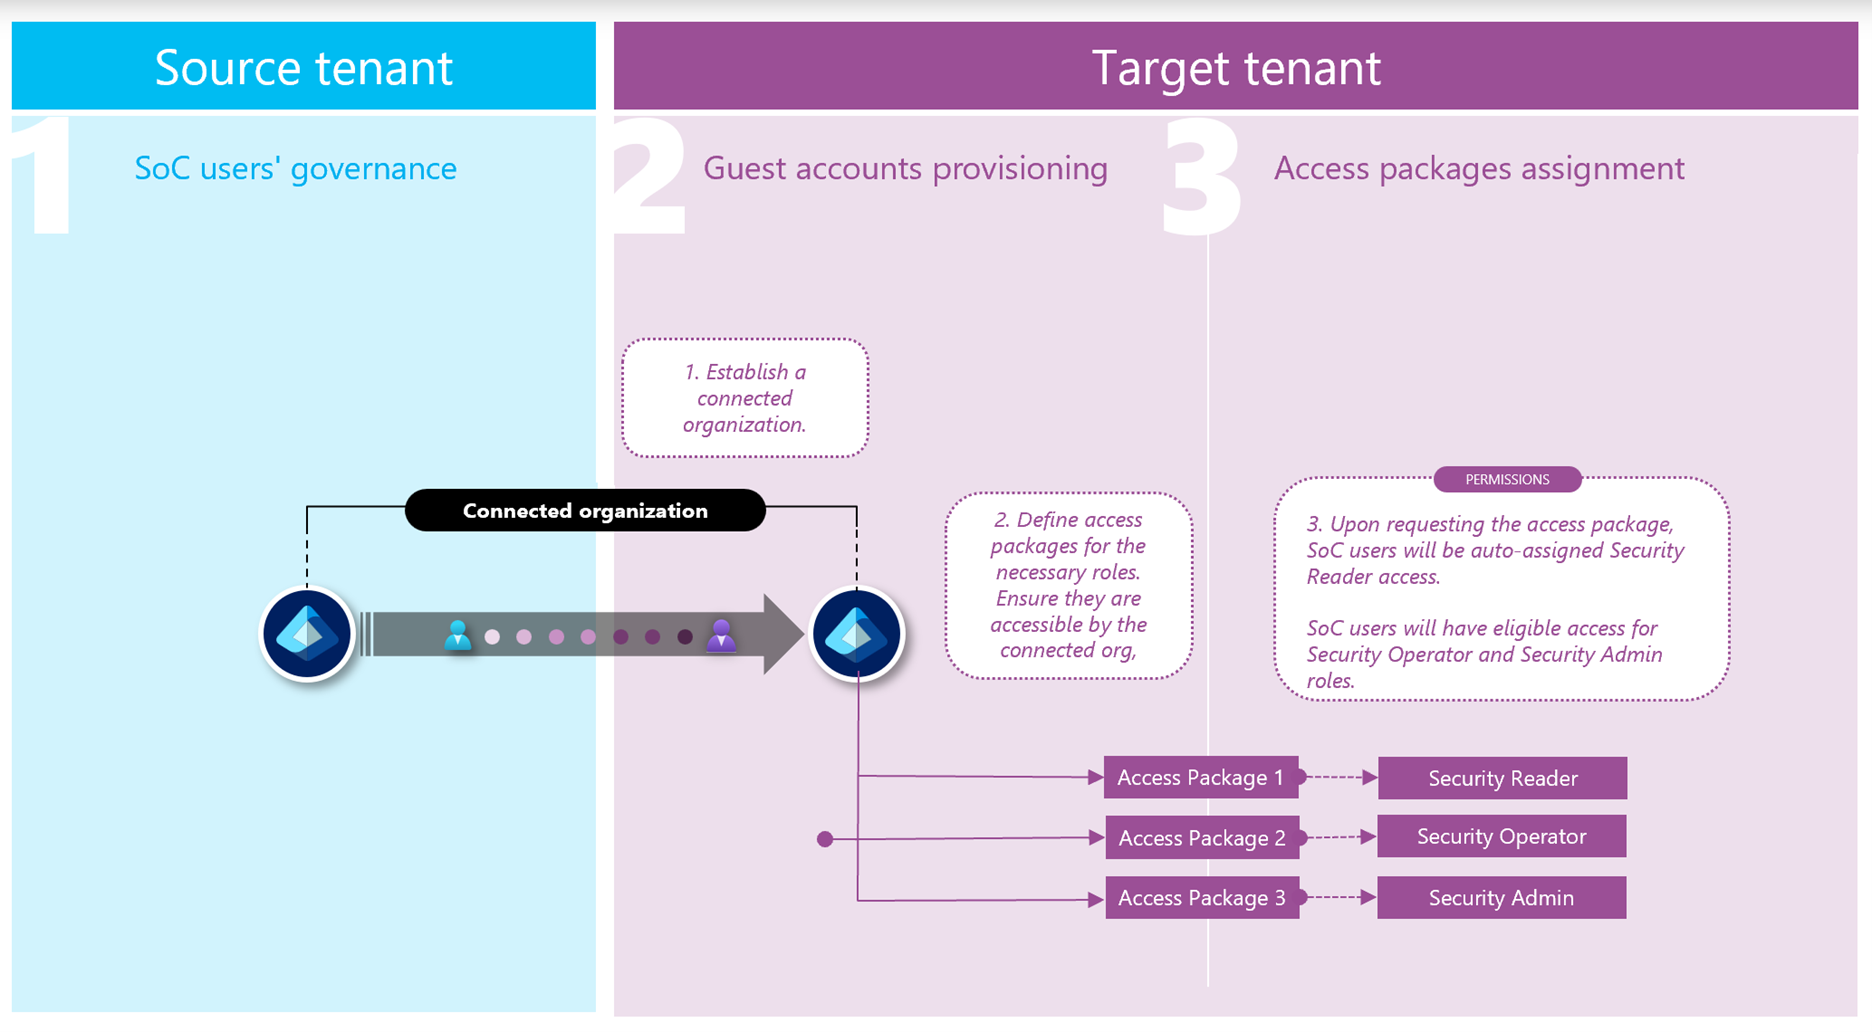 Source tenant
Target tenant
1
SoC users' governance
2
Guest accounts provisioning
3
Access packages assignment
1. Establish a
connected
organization.
Connected organization
2. Define access
packages for the
necessary roles.
Ensure they are
accessible by the
connected org,
PERMISSIONS
3. Upon requesting the access package,
SoC users will be auto-assigned Security
Reader access.
SoC users will have eligible access for
Security Operator and Security Admin
roles.
Access Package 1
Security Reader
Access Package 2
Security Operator
Access Package 3
Security Admin